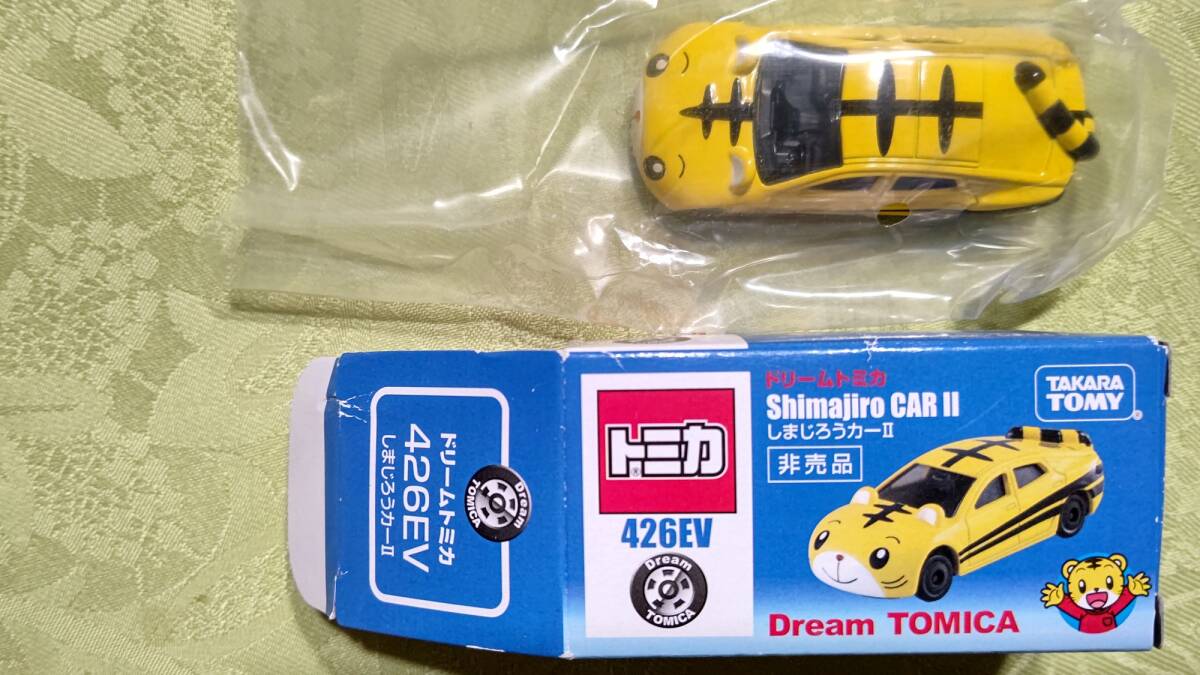 ドリームトミカ
426EV
しまじろうカーⅡ
Dream
TOMICA
トミカ
®
426EV
Dream
TOMICA
ドリームトミカ
Shimajiro CAR II
しまじろうカーⅡ
非売品
TAKARA
TOMY
®
Dream TOMICA